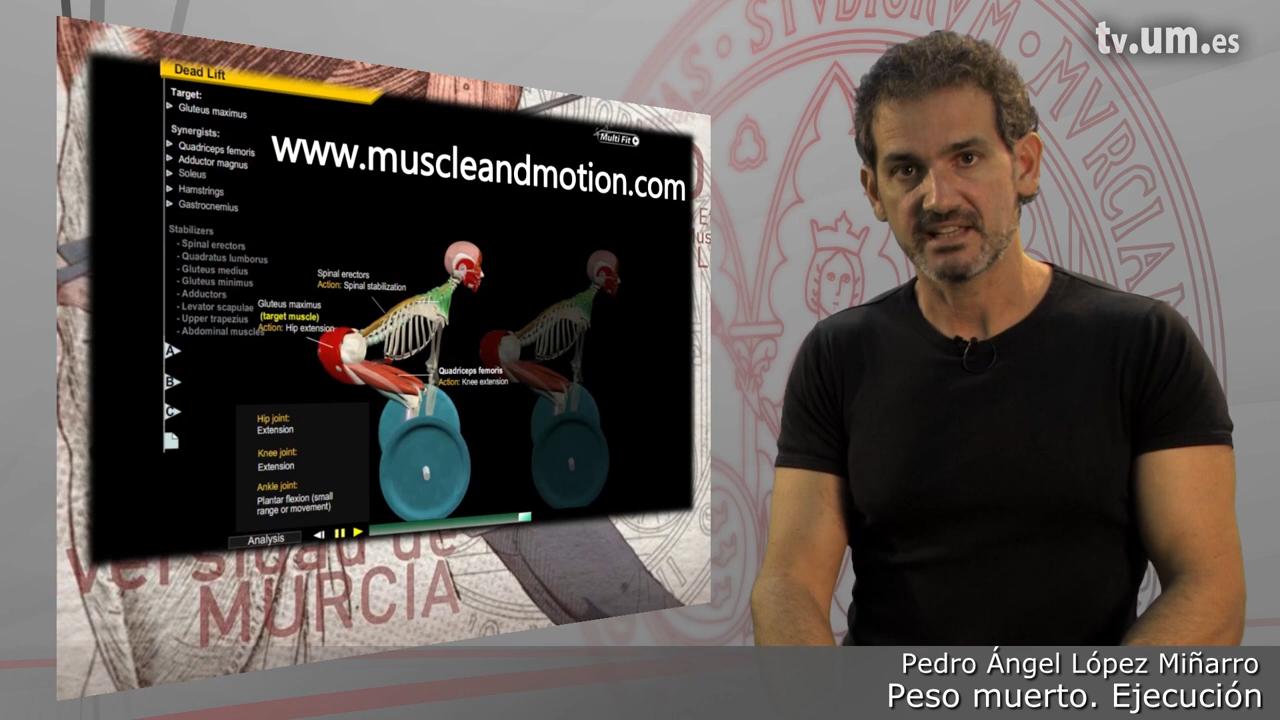 tv.um.es
STVDIORVM · MVRCIAN
Dead Lift
Target:
Gluteus maximus
Synergists:
Quadriceps femoris
Adductor magnus
Soleus
Hamstrings
Gastrocnemius
Stabilizers
- Spinal erectors
- Quadratus lumborus
- Gluteus medius
- Gluteus minimus
- Adductors
- Levator scapulae
- Upper trapezius
- Abdominal muscles
www.muscleandmotion.com
Multi Fit
Spinal erectors
Action: Spinal stabilization
Gluteus maximus
(target muscle)
Action: Hip extension
Quadriceps femoris
Action: Knee extension
A
B
C
Hip joint:
Extension
Knee joint:
Extension
Ankle joint:
Plantar flexion (small
range or movement)
Analysis
versidad de
MURCIA
Pedro Ángel López Miñarro
Peso muerto. Ejecución